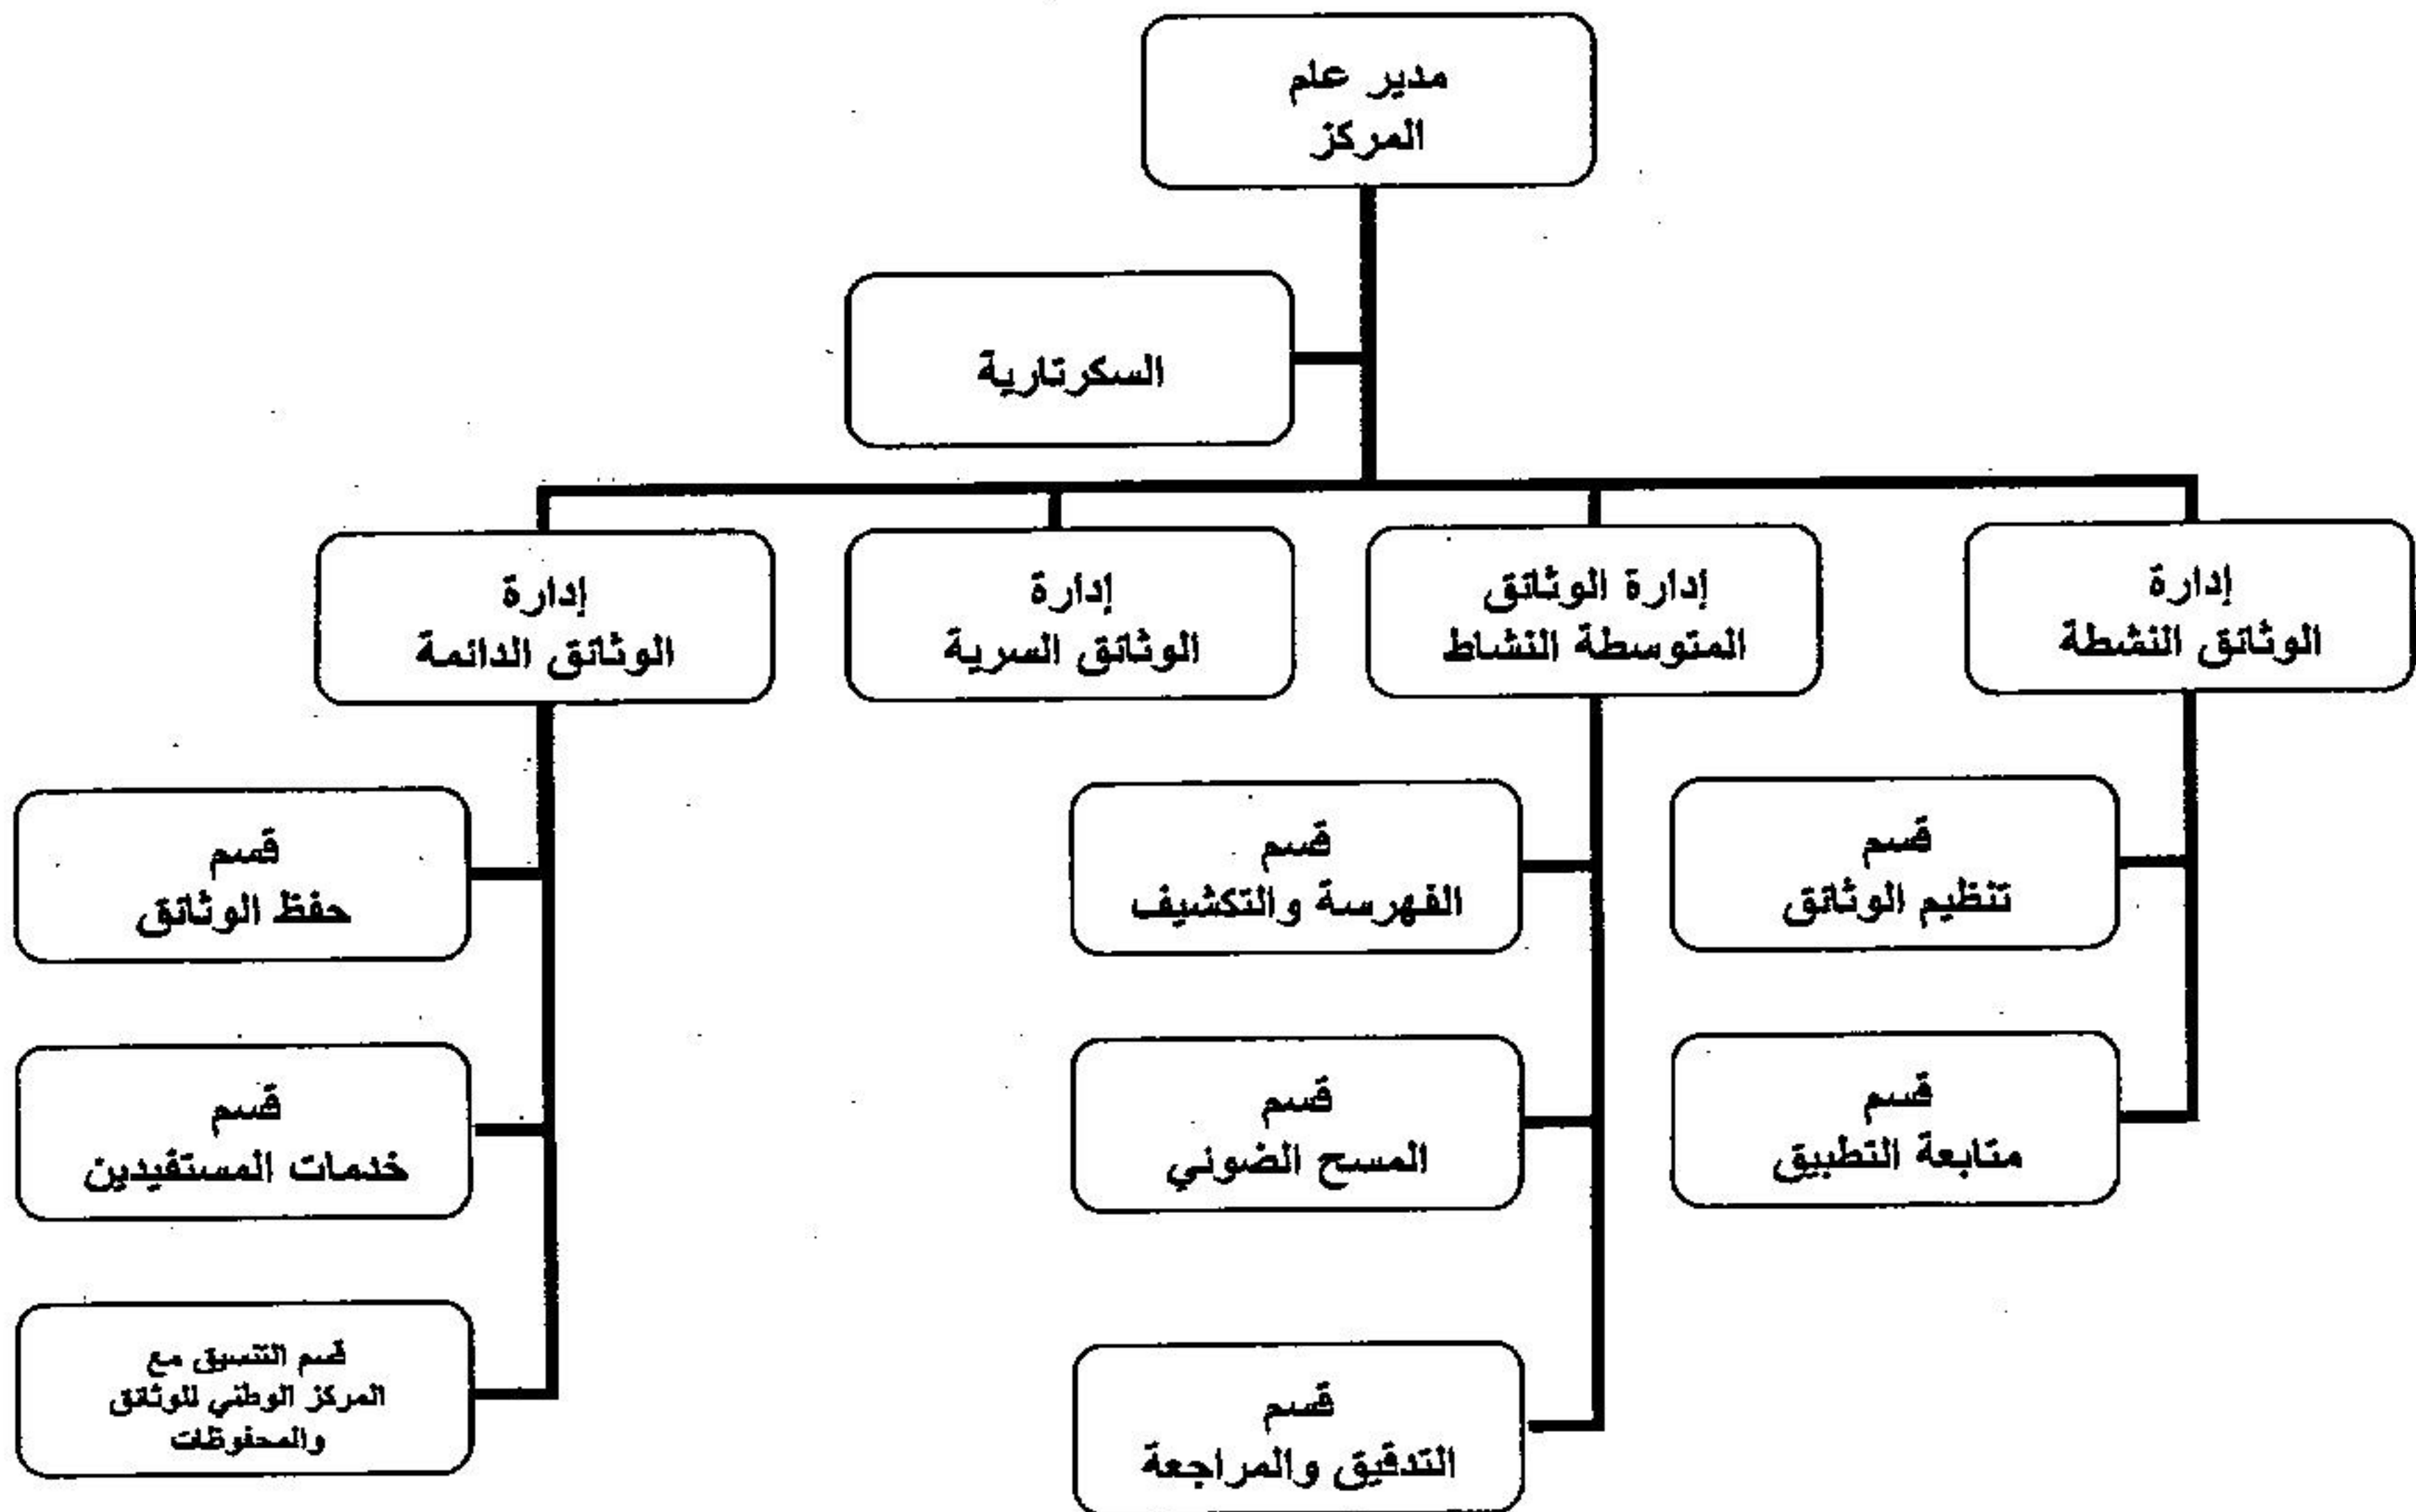 مدير عام
المركز
السكرتارية
إدارة
الوثائق النشطة
إدارة الوثائق
المتوسطة النشاط
إدارة
الوثائق السرية
إدارة
الوثائق الدائمة
قسم
تنظيم الوثائق
قسم
متابعة التطبيق
قسم
الفهرسة والتكشيف
قسم
المسح الضوئي
قسم
التدقيق والمراجعة
قسم
حفظ الوثائق
قسم
خدمات المستفيدين
قسم التنسيق مع
المركز الوطني للوثائق
والمحفوظات